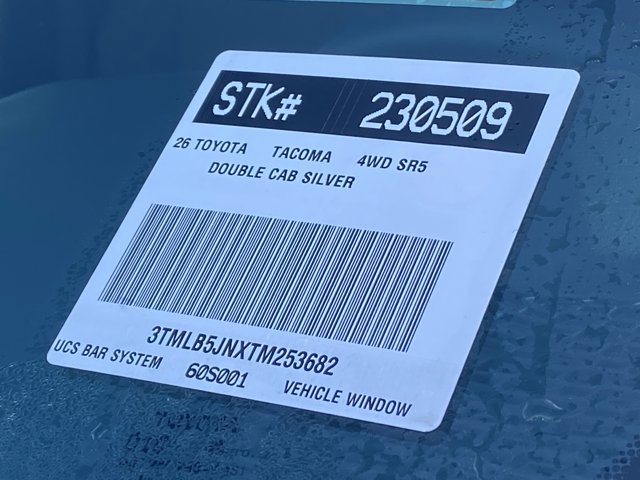 STK# 230509
26 TOYOTA TACOMA 4WD SR5
DOUBLE CAB SILVER
3TMLB5JNXTM253682
UCS BAR SYSTEM 60S001 VEHICLE WINDOW